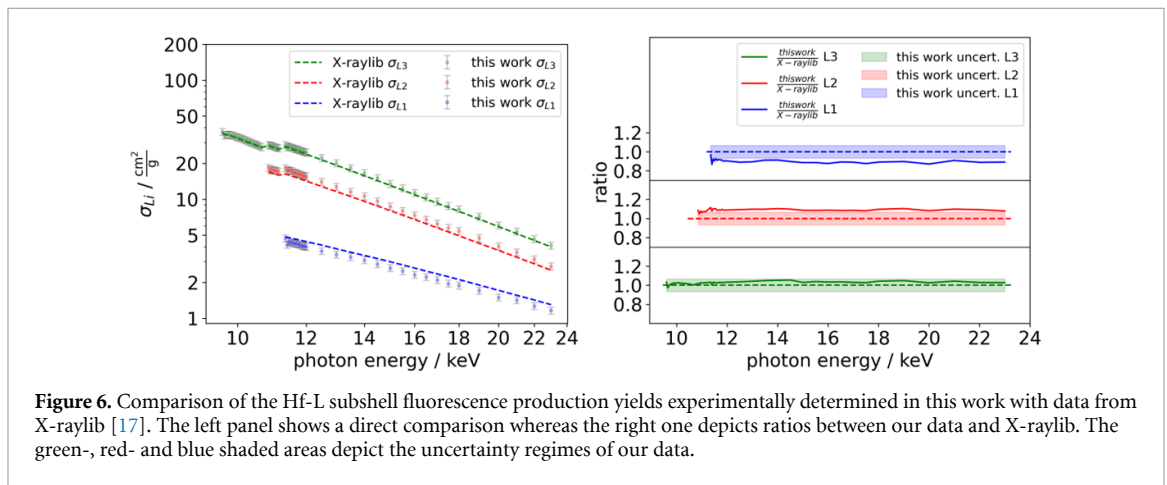 200
100
50
20
10
5
2
1
σLi / cm²/g
X-raylib σL3
X-raylib σL2
X-raylib σL1
this work σL3
this work σL2
this work σL1
10 12 14 16 18 20 22 24
photon energy / keV
thiswork/X−raylib L3
thiswork/X−raylib L2
thiswork/X−raylib L1
this work uncert. L3
this work uncert. L2
this work uncert. L1
ratio
1.2
1.0
0.8
1.2
1.0
0.8
1.2
1.0
0.8
10 12 14 16 18 20 22 24
photon energy / keV
Figure 6. Comparison of the Hf-L subshell fluorescence production yields experimentally determined in this work with data from
X-raylib [17]. The left panel shows a direct comparison whereas the right one depicts ratios between our data and X-raylib. The
green-, red- and blue shaded areas depict the uncertainty regimes of our data.